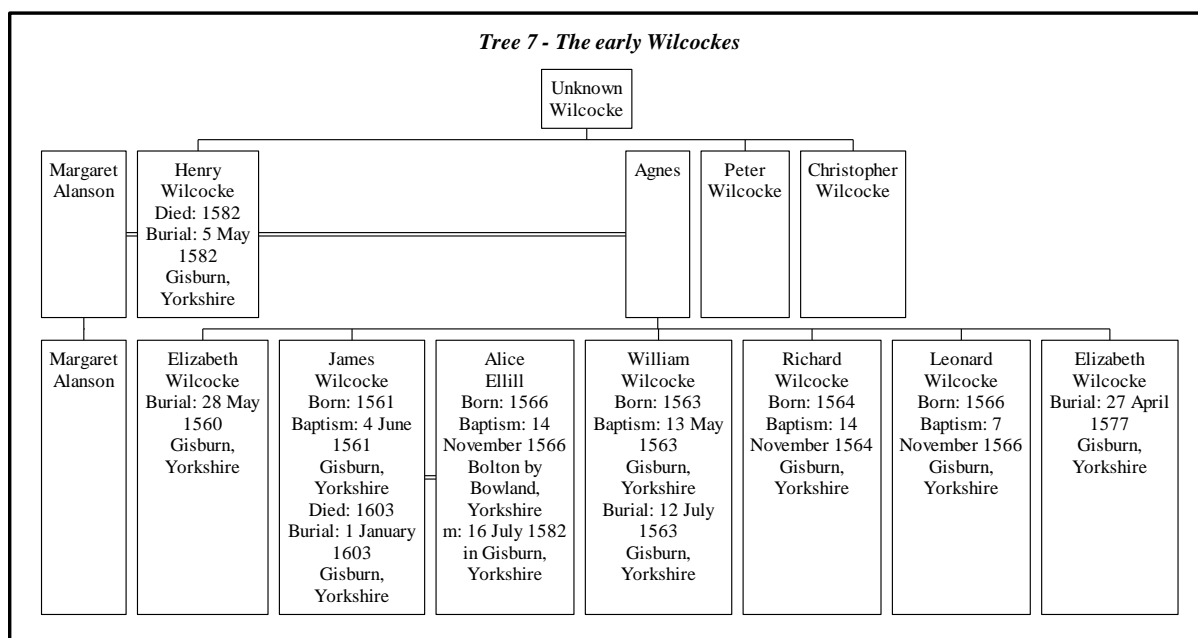 Tree 7 - The early Wilcockes
Unknown
Wilcocke
Margaret
Alanson
Henry
Wilcocke
Died: 1582
Burial: 5 May
1582
Gisburn,
Yorkshire
Agnes
Peter
Wilcocke
Christopher
Wilcocke
Margaret
Alanson
Elizabeth
Wilcocke
Burial: 28 May
1560
Gisburn,
Yorkshire
James
Wilcocke
Born: 1561
Baptism: 4 June
1561
Gisburn,
Yorkshire
Died: 1603
Burial: 1 January
1603
Gisburn,
Yorkshire
Alice
Ellill
Born: 1566
Baptism: 14
November 1566
Bolton by
Bowland,
Yorkshire
m: 16 July 1582
in Gisburn,
Yorkshire
William
Wilcocke
Born: 1563
Baptism: 13 May
1563
Gisburn,
Yorkshire
Burial: 12 July
1563
Gisburn,
Yorkshire
Richard
Wilcocke
Born: 1564
Baptism: 14
November 1564
Gisburn,
Yorkshire
Leonard
Wilcocke
Born: 1566
Baptism: 7
November 1566
Gisburn,
Yorkshire
Elizabeth
Wilcocke
Burial: 27 April
1577
Gisburn,
Yorkshire